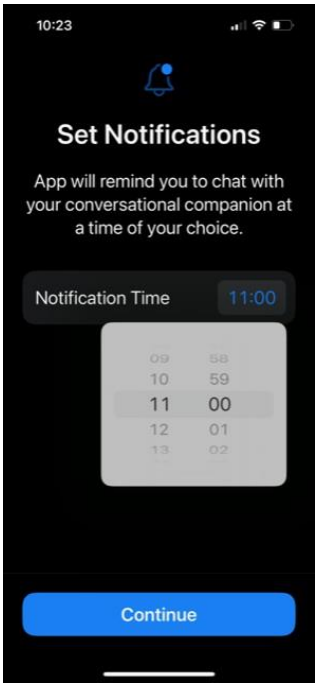 10:23
Set Notifications
App will remind you to chat with
your conversational companion at
a time of your choice.
Notification Time 11:00
09 58
10 59
11 00
12 01
13 02
Continue